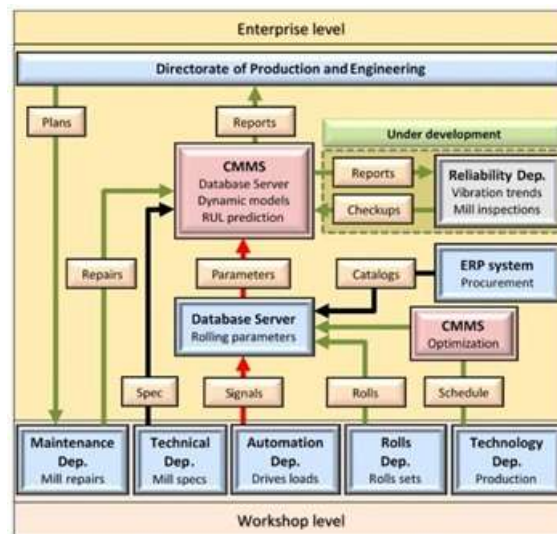 Enterprise level
Directorate of Production and Engineering
Plans
Reports
Under development
CMMS
Database Server
Dynamic models
RUL prediction
Reports
Checkups
Reliability Dep.
Vibration trends
Mill inspections
Repairs
Parameters
Catalogs
ERP system
Procurement
Database Server
Rolling parameters
CMMS
Optimization
Spec
Signals
Rolls
Schedule
Maintenance
Dep.
Mill repairs
Technical
Dep.
Mill specs
Automation
Dep.
Drives loads
Rolls
Dep.
Rolls sets
Technology
Dep.
Production
Workshop level